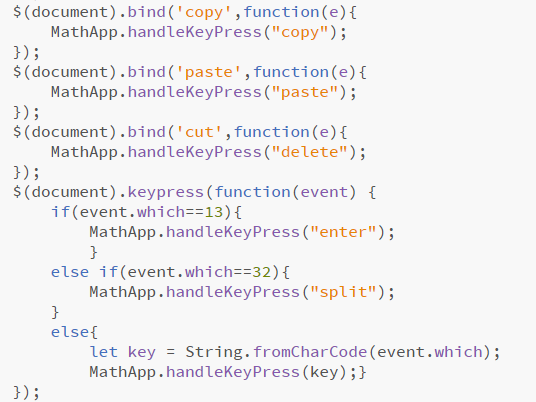 $(document).bind('copy',function(e){
    MathApp.handleKeyPress("copy");
});
$(document).bind('paste',function(e){
    MathApp.handleKeyPress("paste");
});
$(document).bind('cut',function(e){
    MathApp.handleKeyPress("delete");
});
$(document).keypress(function(event) {
    if(event.which==13){
        MathApp.handleKeyPress("enter");
        }
    else if(event.which==32){
        MathApp.handleKeyPress("split");
    }
    else{
        let key = String.fromCharCode(event.which);
        MathApp.handleKeyPress(key);}
});